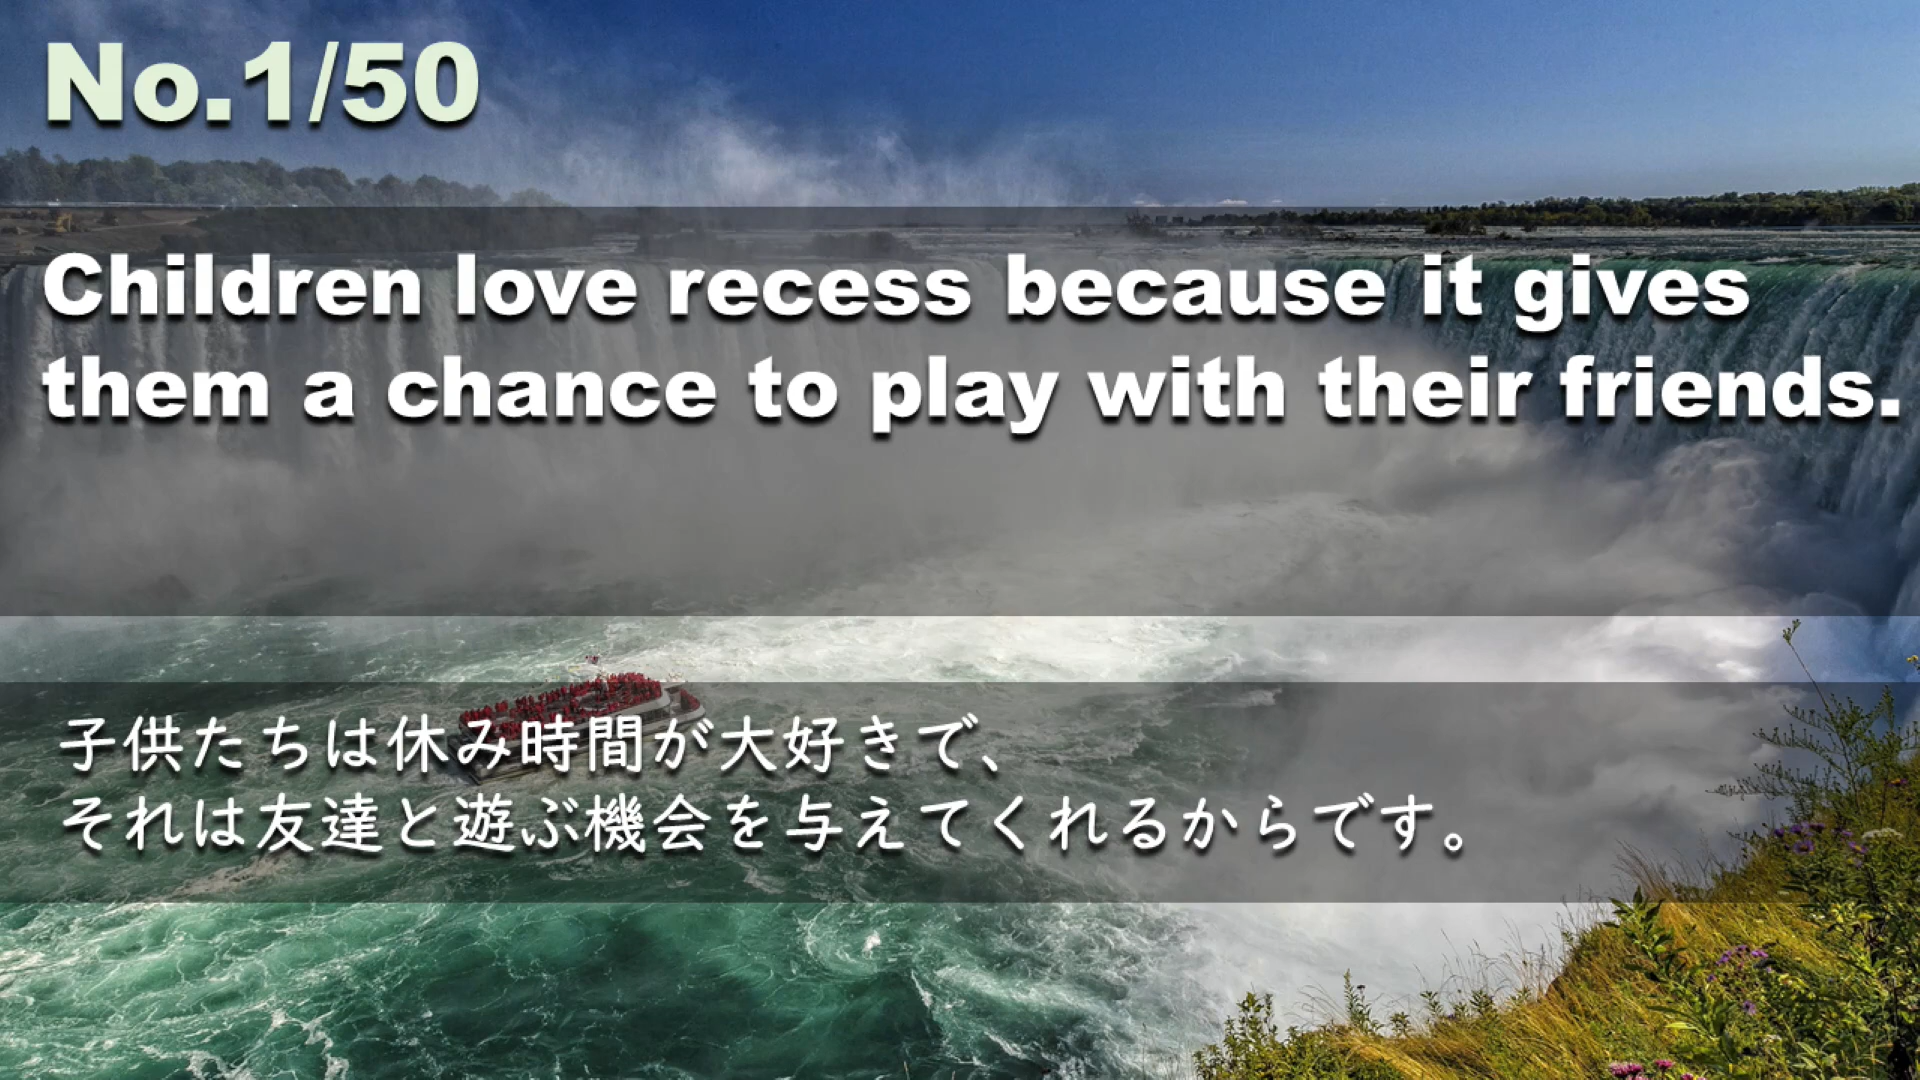 No.1/50
Children love recess because it gives
them a chance to play with their friends.
子供たちは休み時間が大好きで、
それは友達と遊ぶ機会を与えてくれるからです。